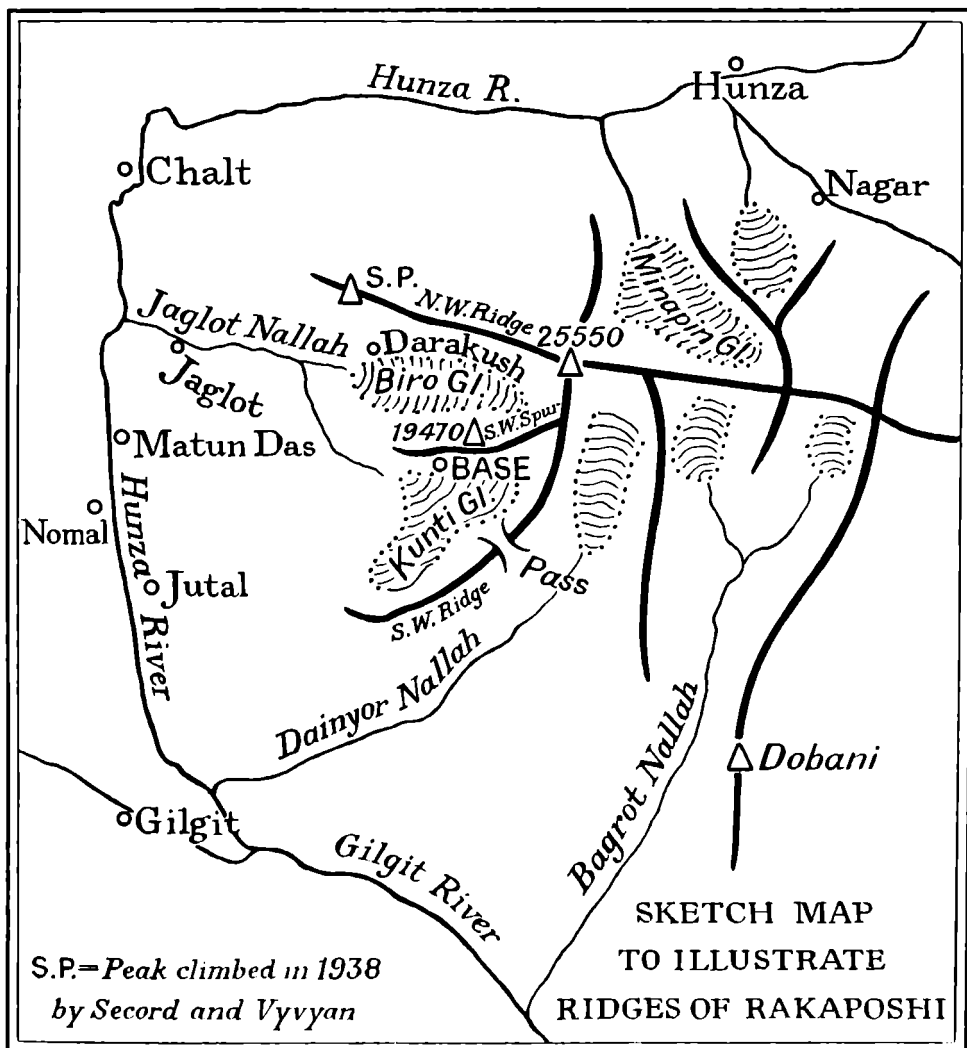 Hunza R.
Hunza
Chalt
Nagar
S.P.
N.W. Ridge
25550
Minapin Gl.
Jaglot Nallah
Darakush
Jaglot
Biro Gl.
19470
S.W. Spur
Matun Das
BASE
Kunti Gl.
Nomal
Hunza River
Jutal
Pass
S.W. Ridge
Dainyor Nallah
Bagrot Nallah
Dobani
Gilgit
Gilgit River
SKETCH MAP
TO ILLUSTRATE
RIDGES OF RAKAPOSHI
S.P.=Peak climbed in 1938
by Secord and Vyvyan